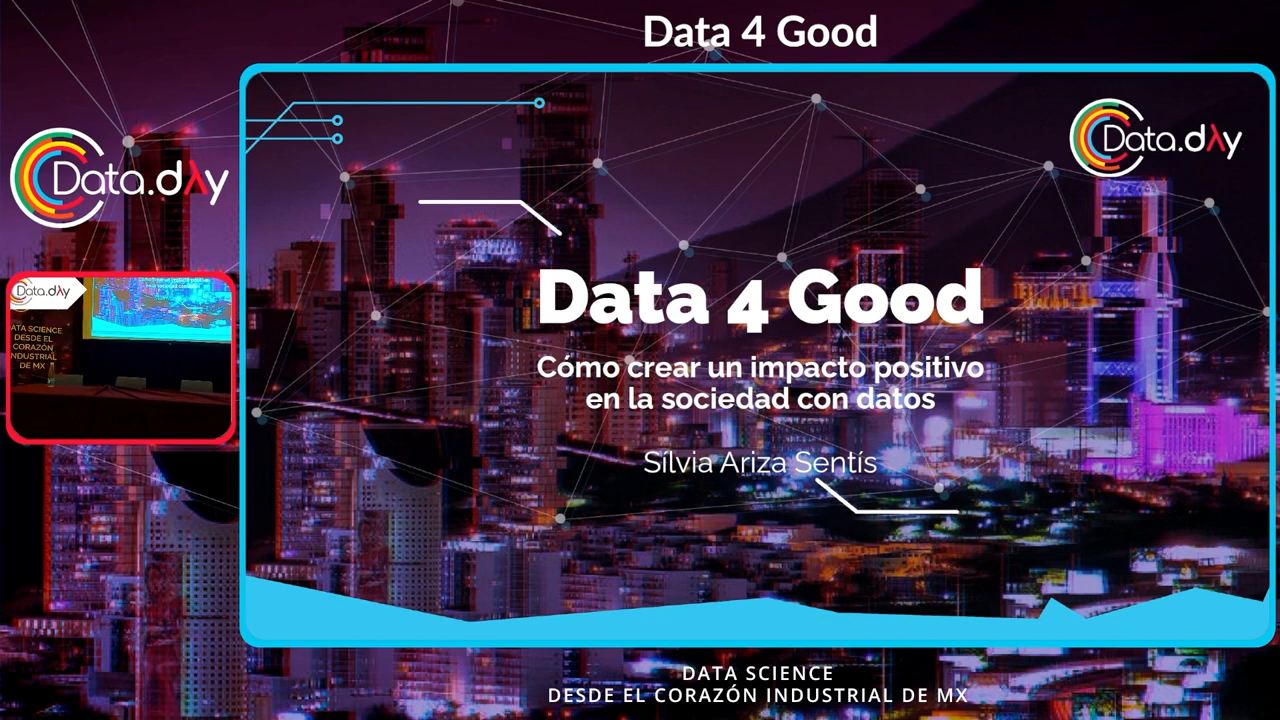 Data 4 Good
Data.dλy
Data.dλy
Data.dλy
ATA SCIENCE
DESDE EL
CORAZÓN
NDUSTRIAL
DE MX
Data 4 Good
Cómo crear un impacto positivo
en la sociedad con datos
Sílvia Ariza Sentís
DATA SCIENCE
DESDE EL CORAZÓN INDUSTRIAL DE MX